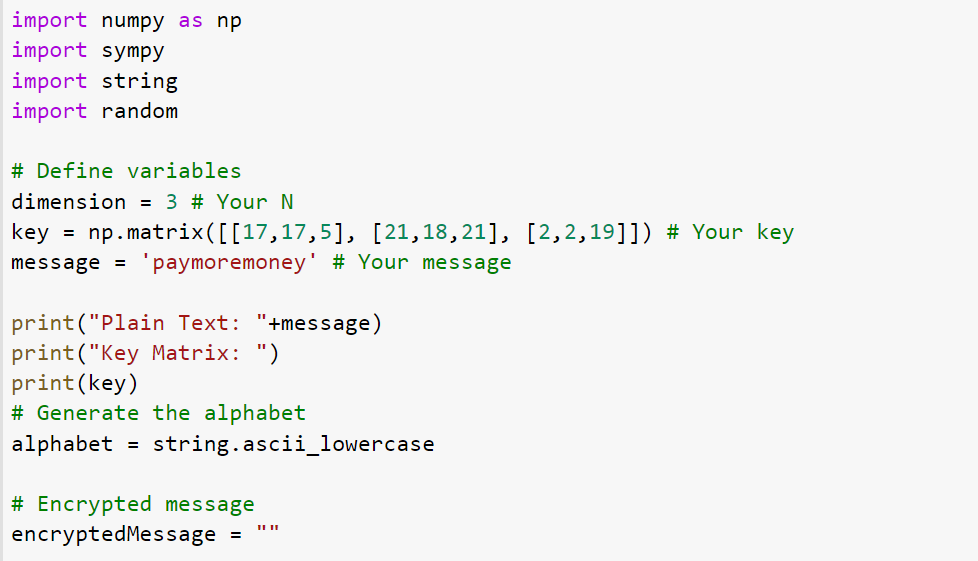 import numpy as np
import sympy
import string
import random
# Define variables
dimension = 3 # Your N
key = np.matrix([[17,17,5], [21,18,21], [2,2,19]]) # Your key
message = 'paymoremoney' # Your message
print("Plain Text: "+message)
print("Key Matrix: ")
print(key)
# Generate the alphabet
alphabet = string.ascii_lowercase
# Encrypted message
encryptedMessage = ""